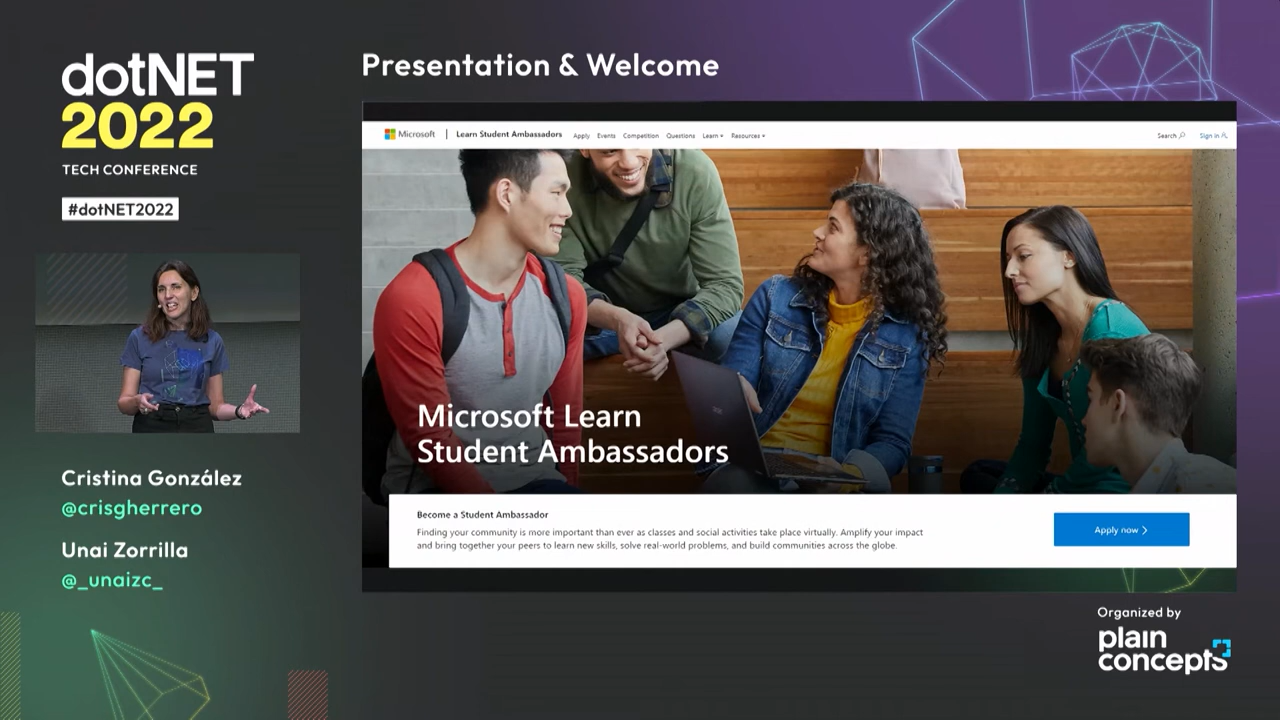 dotNET
2022
TECH CONFERENCE
#dotNET2022
Cristina González
@crisgherrero
Unai Zorrilla
@_unaizc_
Presentation & Welcome
Microsoft | Learn Student Ambassadors Apply Events Competition Questions Learn Resources Search Sign in
Microsoft Learn
Student Ambassadors
Become a Student Ambassador
Finding your community is more important than ever as classes and social activities take place virtually. Amplify your impact
and bring together your peers to learn new skills, solve real-world problems, and build communities across the globe.
Apply now
Organized by
plain
concepts